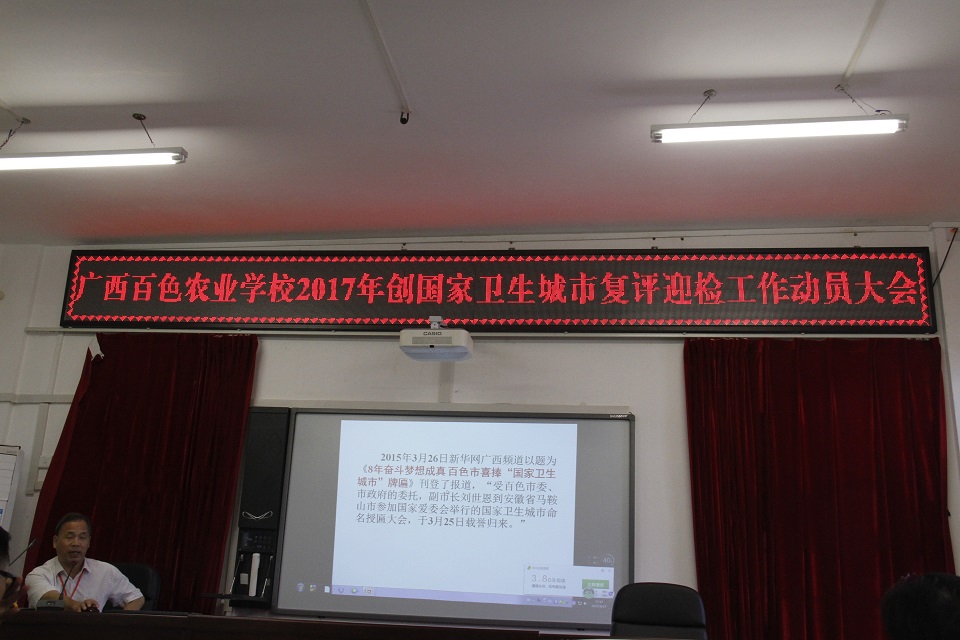 广西百色农业学校2017年创国家卫生城市复评迎检工作动员大会
CASIO
2015年3月26日新华网广西频道以题为
《8年奋斗梦想成真 百色市喜捧“国家卫生
城市”牌匾》刊登了报道，“受百色市委、
市政府的委托，副市长刘世恩到安徽省马鞍
山市参加国家爱委会举行的国家卫生城市命
名授匾大会，于3月25日载誉归来。”